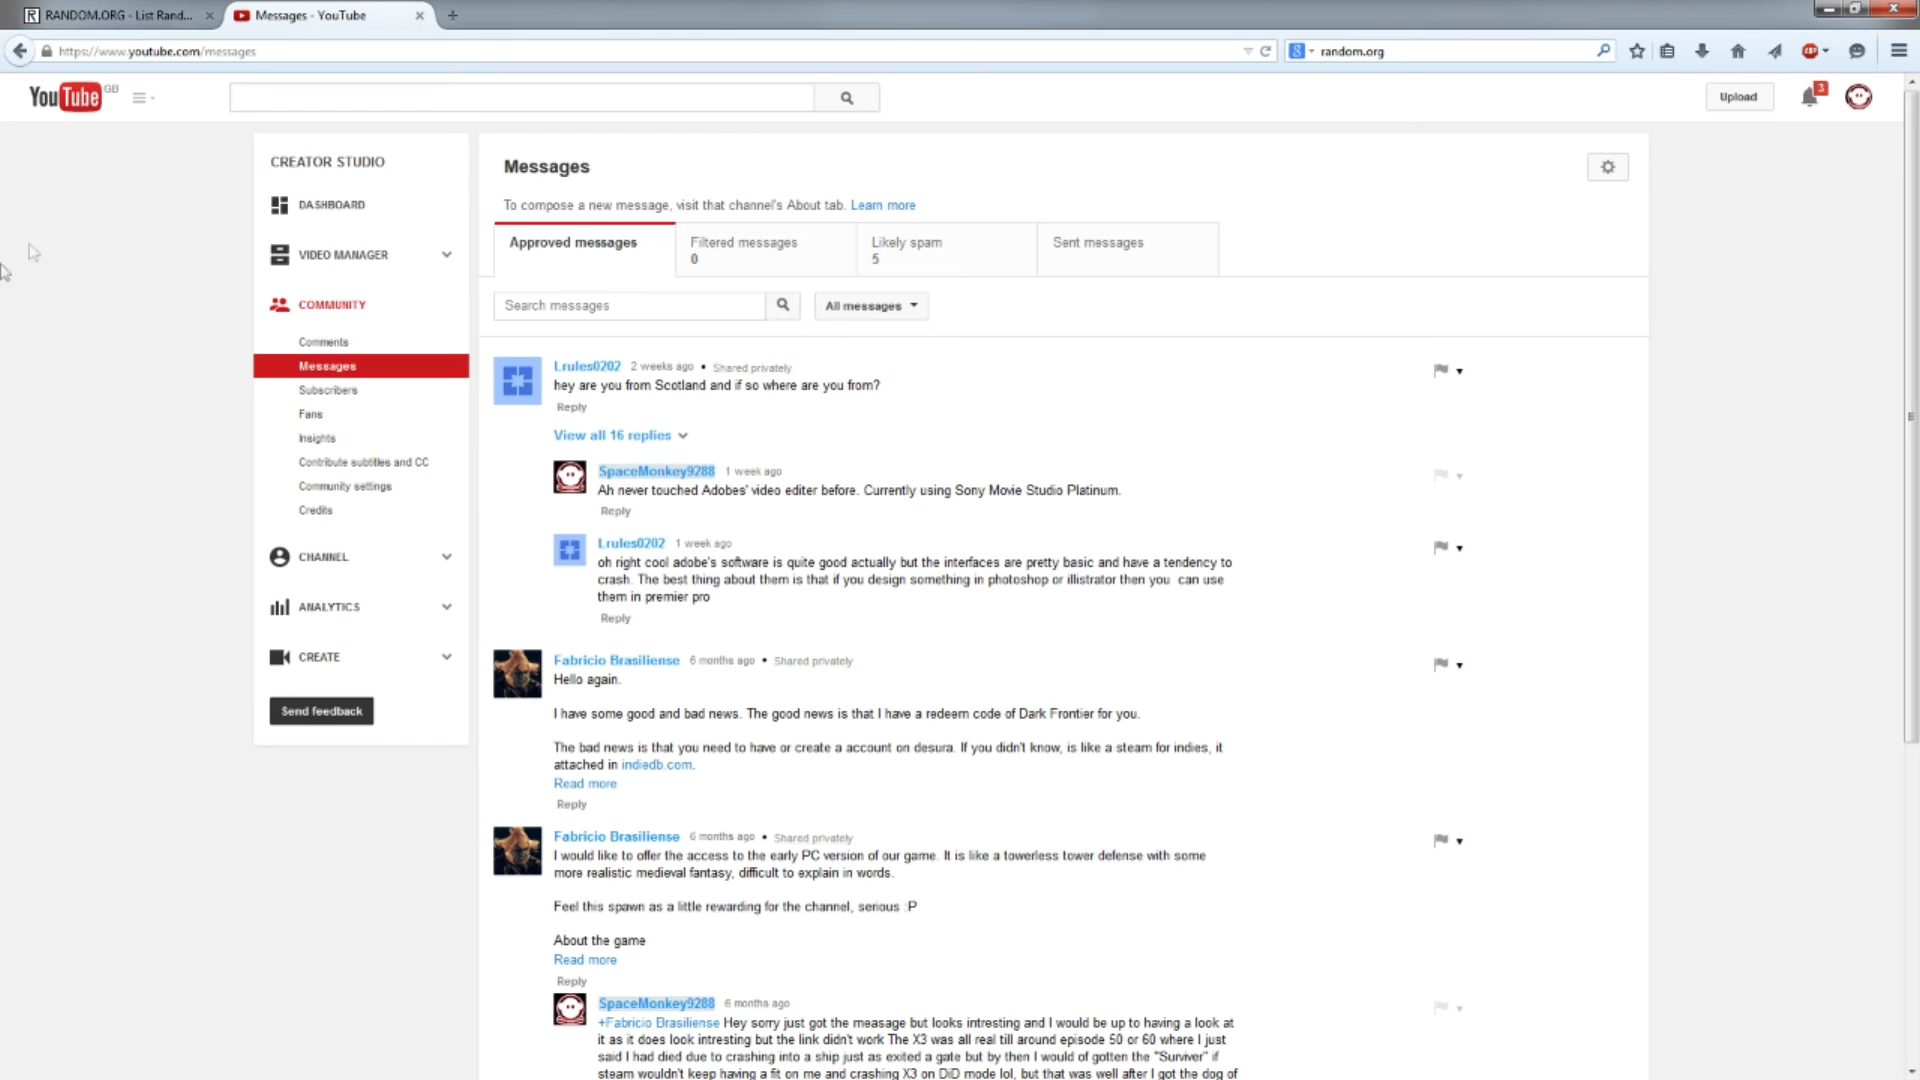 RANDOM.ORG - List Rand...
Messages - YouTube
https://www.youtube.com/messages
random.org
YouTube GB
Upload
3
CREATOR STUDIO
DASHBOARD
VIDEO MANAGER
COMMUNITY
Comments
Messages
Subscribers
Fans
Insights
Contribute subtitles and CC
Community settings
Credits
CHANNEL
ANALYTICS
CREATE
Send feedback
Messages
To compose a new message, visit that channel's About tab. Learn more
Approved messages
Filtered messages
0
Likely spam
5
Sent messages
Search messages
All messages
Lrules0202 2 weeks ago • Shared privately
hey are you from Scotland and if so where are you from?
Reply
View all 16 replies
SpaceMonkey9288 1 week ago
Ah never touched Adobes' video editer before. Currently using Sony Movie Studio Platinum.
Reply
Lrules0202 1 week ago
oh right cool adobe's software is quite good actually but the interfaces are pretty basic and have a tendency to
crash. The best thing about them is that if you design something in photoshop or illistrator then you can use
them in premier pro
Reply
Fabricio Brasiliense 6 months ago • Shared privately
Hello again.
I have some good and bad news. The good news is that I have a redeem code of Dark Frontier for you.
The bad news is that you need to have or create a account on desura. If you didn't know, is like a steam for indies, it
attached in indiedb.com.
Read more
Reply
Fabricio Brasiliense 6 months ago • Shared privately
I would like to offer the access to the early PC version of our game. It is like a towerless tower defense with some
more realistic medieval fantasy, difficult to explain in words.
Feel this spawn as a little rewarding for the channel, serious :P
About the game
Read more
Reply
SpaceMonkey9288 6 months ago
+Fabricio Brasiliense Hey sorry just got the meassage but looks intresting and I would be up to having a look at
it as it does look intresting but the link didn't work The X3 was all real till around episode 50 or 60 where I just
said I had died due to crashing into a ship just as exited a gate but by then I would of gotten the "Surviver" if
steam wouldn't keep having a fit on me and crashing X3 on DiD mode lol, but that was well after I got the dog of